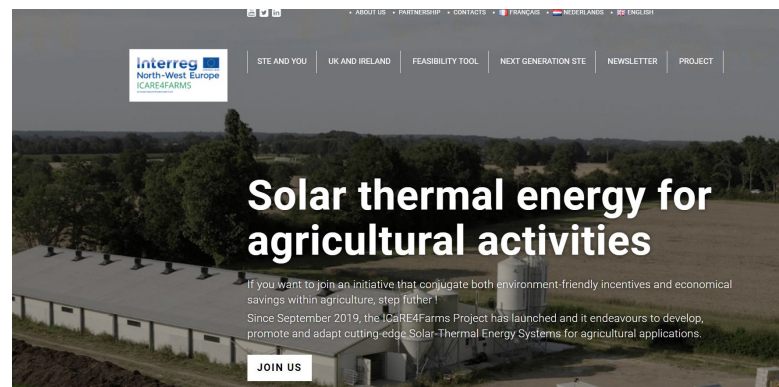 • ABOUT US • PARTNERSHIP • CONTACTS • FRANÇAIS • NEDERLANDS • ENGLISH
Interreg
North-West Europe
ICARE4FARMS
STE AND YOU
UK AND IRELAND
FEASIBILITY TOOL
NEXT GENERATION STE
NEWSLETTER
PROJECT
Solar thermal energy for
agricultural activities
If you want to join an initiative that conjugate both environment-friendly incentives and economical
savings within agriculture, step futher !
Since September 2019, the ICaRE4Farms Project has launched and it endeavours to develop,
promote and adapt cutting-edge Solar-Thermal Energy Systems for agricultural applications.
JOIN US